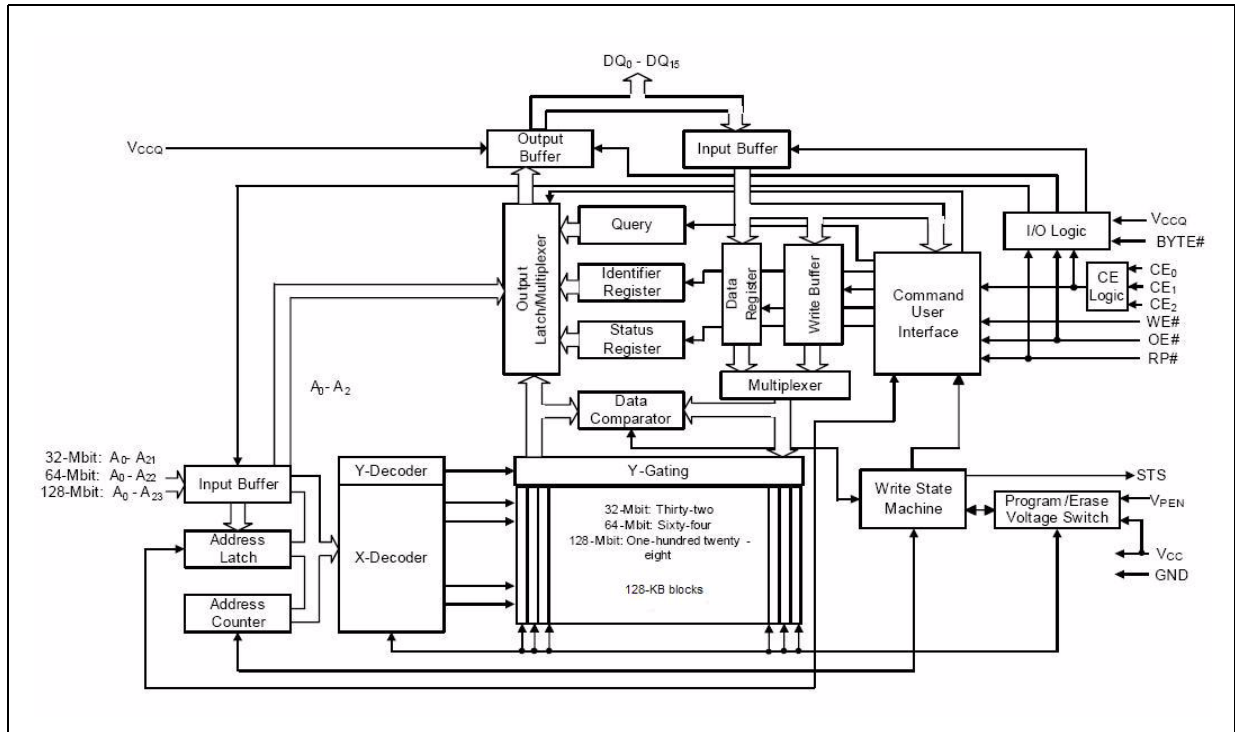 DQ0 - DQ15
VCCQ
Output
Buffer
Input Buffer
Output
Latch/Multiplexer
Query
Identifier
Register
Status
Register
Data
Register
Write Buffer
Command
User
Interface
I/O Logic
VCCQ
BYTE#
CE
Logic
CE0
CE1
CE2
WE#
OE#
RP#
Multiplexer
Data
Comparator
A0- A2
32-Mbit: A0- A21
64-Mbit: A0 - A22
128-Mbit: A0 - A23
Input Buffer
Address
Latch
Address
Counter
Y-Decoder
X-Decoder
Y-Gating
32-Mbit: Thirty-two
64-Mbit: Sixty-four
128-Mbit: One-hundred twenty -
eight
128-KB blocks
Write State
Machine
STS
Program /Erase
Voltage Switch
VPEN
VCC
GND